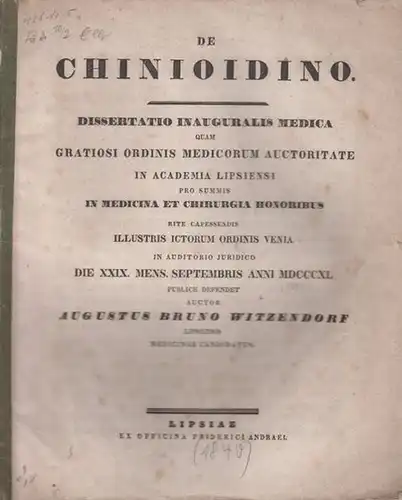 DE
CHINIOIDINO.
DISSERTATIO INAUGURALIS MEDICA
QUAM
GRATIOSI ORDINIS MEDICORUM AUCTORITATE
IN ACADEMIA LIPSIENSI
PRO SUMMIS
IN MEDICINA ET CHIRURGIA HONORIBUS
RITE CAPESSENDIS
ILLUSTRIS ICTORUM ORDINIS VENIA
IN AUDITORIO JURIDICO
DIE XXIX. MENS. SEPTEMBRIS ANNI MDCCCXL
PUBLICE DEFENDET
AUCTOR
AUGUSTUS BRUNO WITZENDORF
LIPSIENSIS
MEDICINAE CANDIDATUS.
LIPSIAE
EX OFFICINA FRIDERICI ANDRAEI.
(1840)